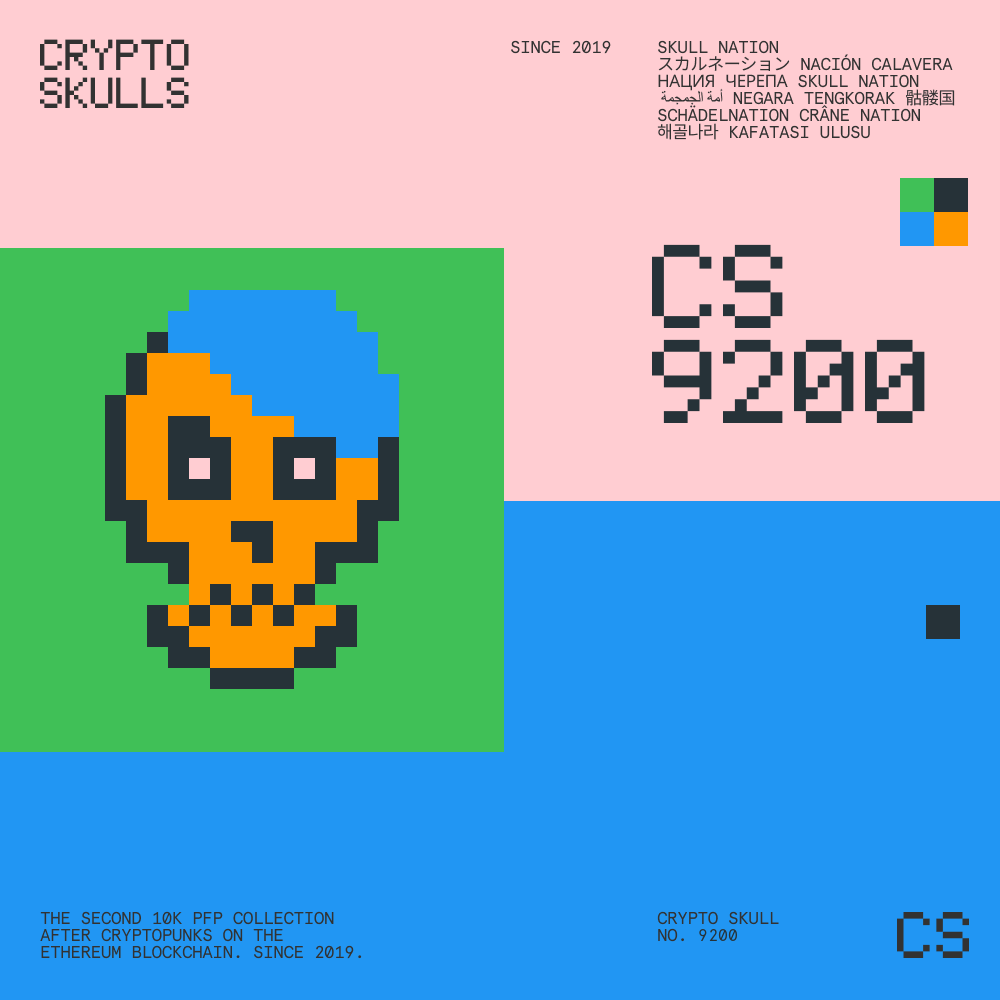 CRYPTO
SKULLS
SINCE 2019
SKULL NATION
スカルネーション NACIÓN CALAVERA
НАЦИЯ ЧЕРЕПА SKULL NATION
أمة الجمجمة NEGARA TENGKORAK 骷髅国
SCHÄDELNATION CRÂNE NATION
해골나라 KAFATASI ULUSU
CS
9200
THE SECOND 10K PFP COLLECTION
AFTER CRYPTOPUNKS ON THE
ETHEREUM BLOCKCHAIN. SINCE 2019.
CRYPTO SKULL
NO. 9200
CS